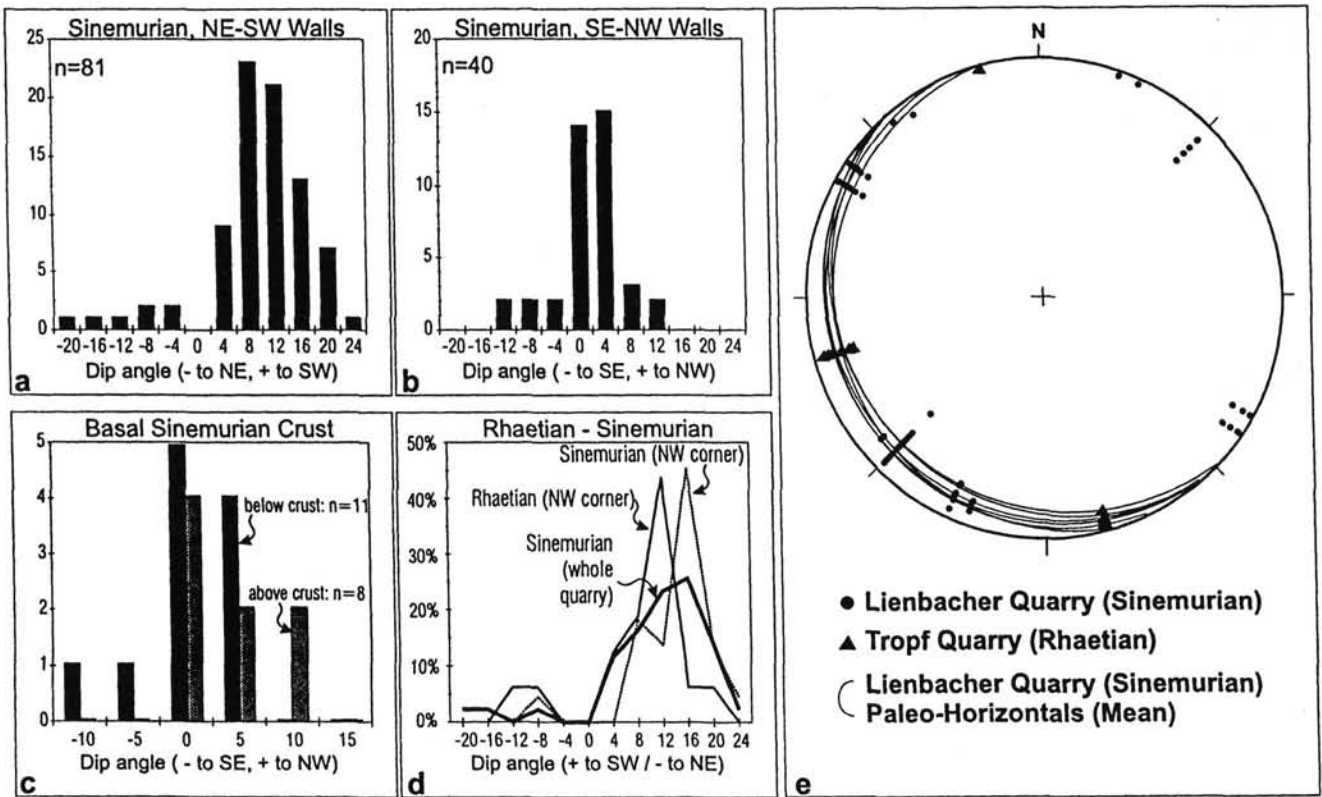 Sinemurian, NE-SW Walls
n=81
25
20
15
10
5
0
-20 -16 -12 -8 -4 0 4 8 12 16 20 24
Dip angle (- to NE, + to SW)
a
Sinemurian, SE-NW Walls
n=40
20
15
10
5
0
-20 -16 -12 -8 -4 0 4 8 12 16 20 24
Dip angle ( - to SE, + to NW)
b
Basal Sinemurian Crust
5
4
3
2
1
0
below crust: n=11
above crust: n=8
-10 -5 0 5 10 15
Dip angle ( - to SE, + to NW)
c
Rhaetian - Sinemurian
50%
40%
30%
20%
10%
0%
Sinemurian (NW corner)
Rhaetian (NW corner)
Sinemurian
(whole
quarry)
-20 -16 -12 -8 -4 0 4 8 12 16 20 24
Dip angle (+ to SW / - to NE)
d
N
Lienbacher Quarry (Sinemurian)
Tropf Quarry (Rhaetian)
Lienbacher Quarry (Sinemurian)
Paleo-Horizontals (Mean)
e